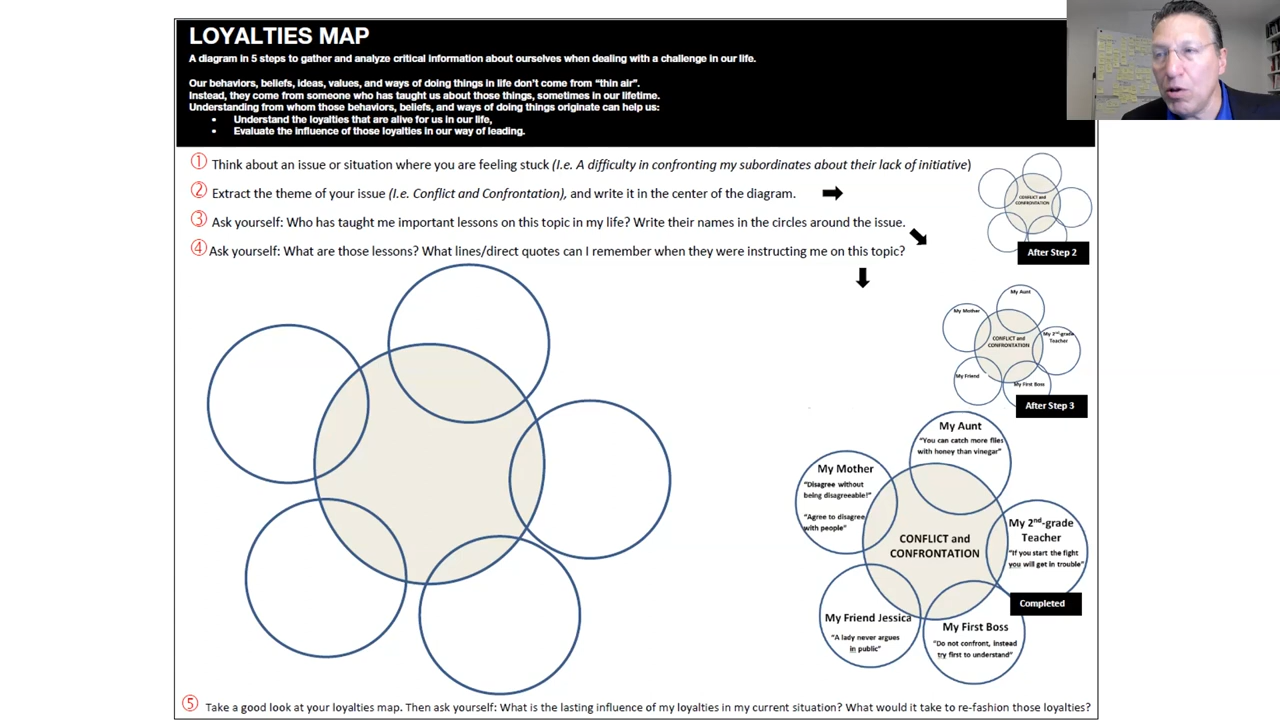 LOYALTIES MAP
A diagram in 5 steps to gather and analyze critical information about ourselves when dealing with a challenge in our life.
Our behaviors, beliefs, ideas, values, and ways of doing things in life don't come from "thin air".
Instead, they come from someone who has taught us about those things, sometimes in our lifetime.
Understanding from whom those behaviors, beliefs, and ways of doing things originate can help us:
• Understand the loyalties that are alive for us in our life,
• Evaluate the influence of those loyalties in our way of leading.
① Think about an issue or situation where you are feeling stuck (I.e. A difficulty in confronting my subordinates about their lack of initiative)
② Extract the theme of your issue (I.e. Conflict and Confrontation), and write it in the center of the diagram.
③ Ask yourself: Who has taught me important lessons on this topic in my life? Write their names in the circles around the issue.
④ Ask yourself: What are those lessons? What lines/direct quotes can I remember when they were instructing me on this topic?
CONFLICT and
CONFRONTATION
After Step 2
My Aunt
My Mother
My 2nd-grade
Teacher
CONFLICT and
CONFRONTATION
My Friend
My First Boss
After Step 3
My Aunt
"You can catch more flies
with honey than vinegar"
My Mother
"Disagree without
being disagreeable!"
"Agree to disagree
with people"
CONFLICT and
CONFRONTATION
My 2nd-grade
Teacher
"If you start the fight
you will get in trouble"
Completed
My Friend Jessica
"A lady never argues
in public"
My First Boss
"Do not confront, instead
try first to understand"
⑤ Take a good look at your loyalties map. Then ask yourself: What is the lasting influence of my loyalties in my current situation? What would it take to re-fashion those loyalties?